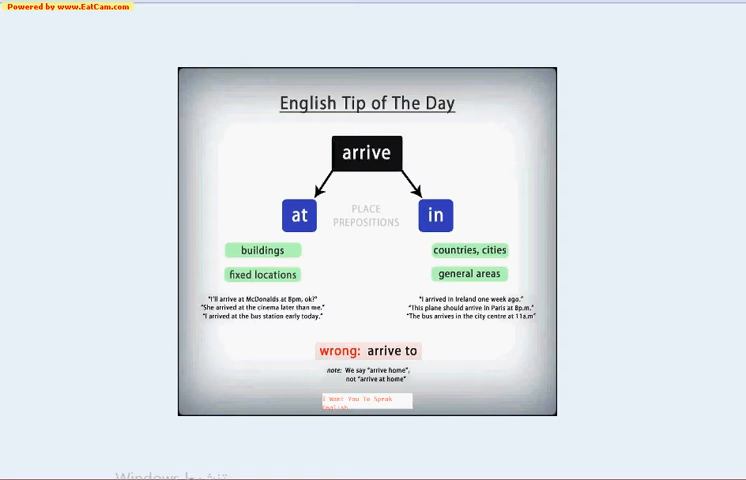 Powered by www.EatCam.com
English Tip of The Day
arrive
at
PLACE
PREPOSITIONS
in
buildings
countries, cities
fixed locations
general areas
"I'll arrive at McDonalds at 8pm, ok?"
"She arrived at the cinema later than me."
"I arrived at the bus station early today."
"I arrived in Ireland one week ago."
"This plane should arrive in Paris at 8p.m."
"The bus arrives in the city centre at 11a.m"
wrong: arrive to
note: We say "arrive home",
not "arrive at home"
I Want You To Speak
English
Windows تنشيط